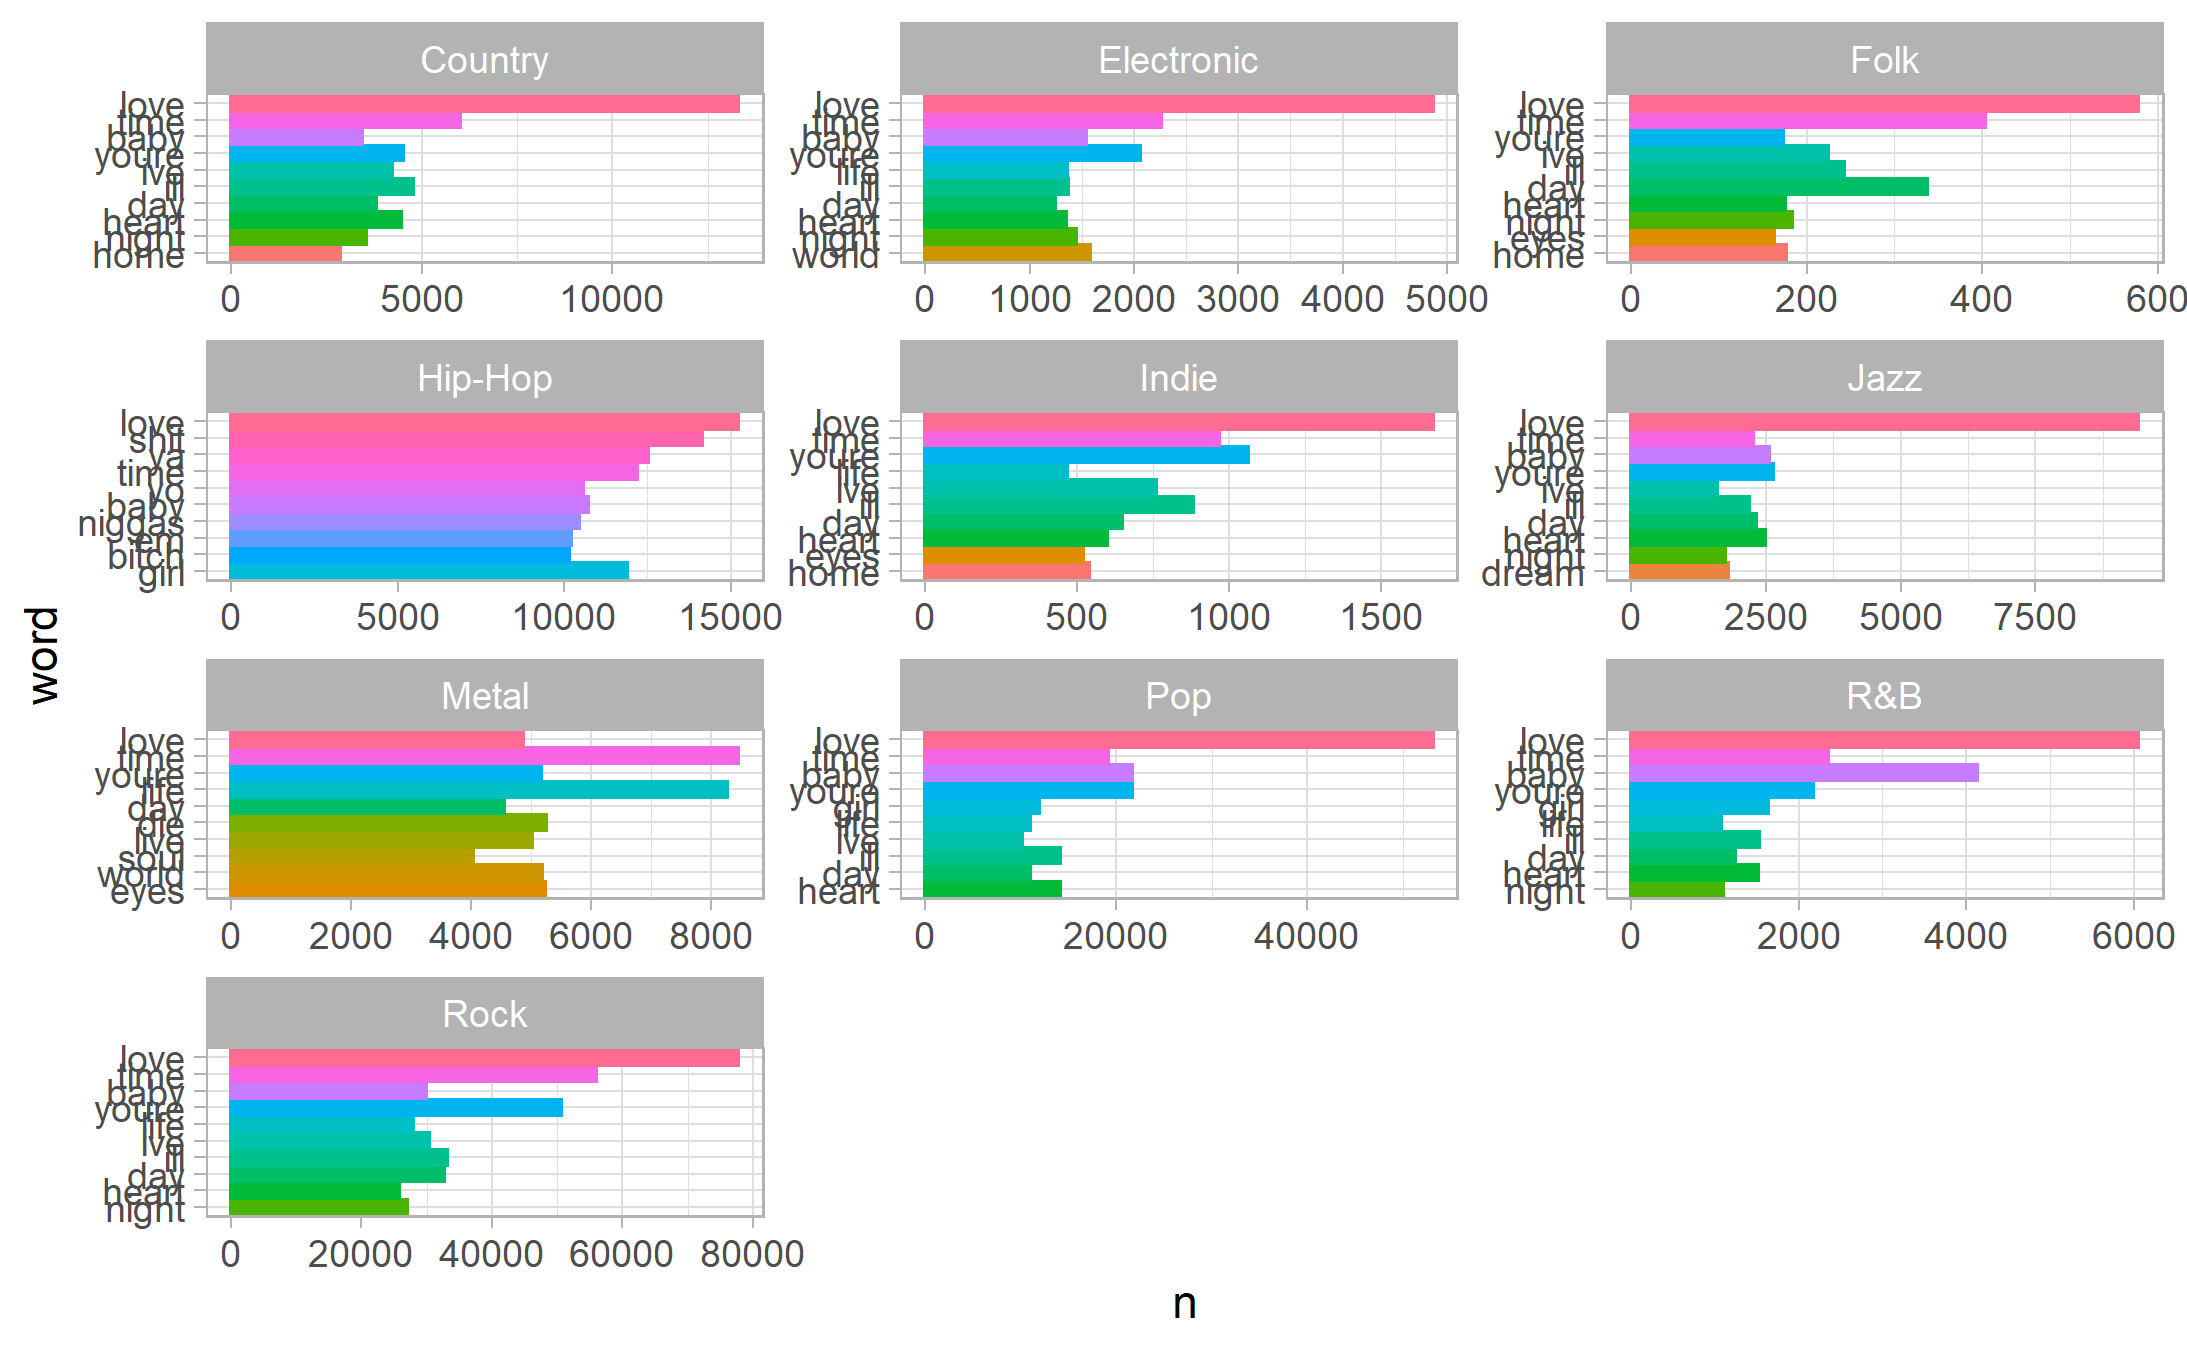 Country
love
time
baby
youre
ive
ill
day
heart
night
home
0 5000 10000
Electronic
love
time
baby
youre
life
ill
day
heart
night
world
0 1000 2000 3000 4000 5000
Folk
love
time
youre
ive
ill
day
heart
night
eyes
home
0 200 400 600
Hip-Hop
love
shit
ya
time
yo
baby
niggas
em
bitch
girl
0 5000 10000 15000
Indie
love
time
youre
life
ive
ill
day
heart
eyes
home
0 500 1000 1500
Jazz
love
time
baby
youre
ive
ill
day
heart
night
dream
0 2500 5000 7500
Metal
love
time
youre
life
day
die
live
soul
world
eyes
0 2000 4000 6000 8000
Pop
love
time
baby
youre
girl
life
ive
ill
day
heart
0 20000 40000
R&B
love
time
baby
youre
girl
life
ill
day
heart
night
0 2000 4000 6000
Rock
love
time
baby
youre
life
ive
ill
day
heart
night
0 20000 40000 60000 80000
word
n